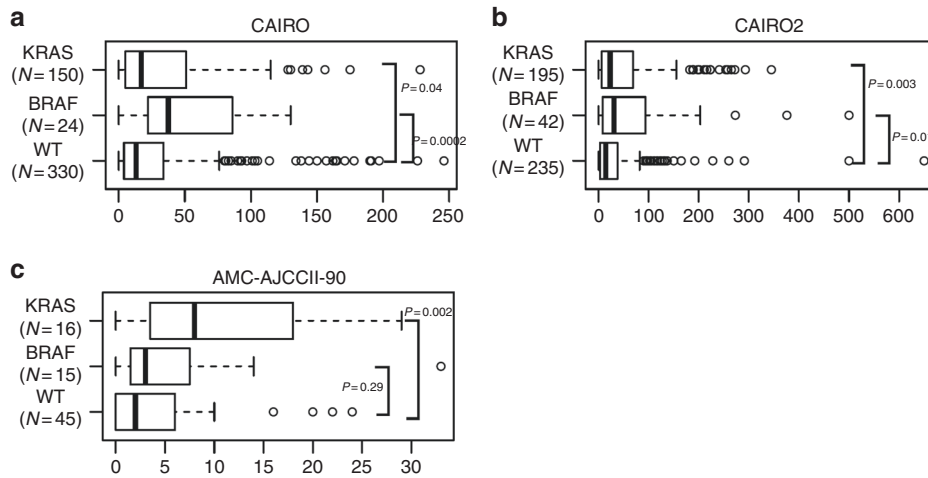 a
CAIRO
KRAS
(N=150)
BRAF
(N=24)
WT
(N=330)
P=0.04
P=0.0002
0 50 100 150 200 250
b
CAIRO2
KRAS
(N=195)
BRAF
(N=42)
WT
(N=235)
P=0.003
0 100 200 300 400 500 600
c
AMC-AJCCII-90
KRAS
(N=16)
BRAF
(N=15)
WT
(N=45)
P=0.002
P=0.29
0 5 10 15 20 25 30